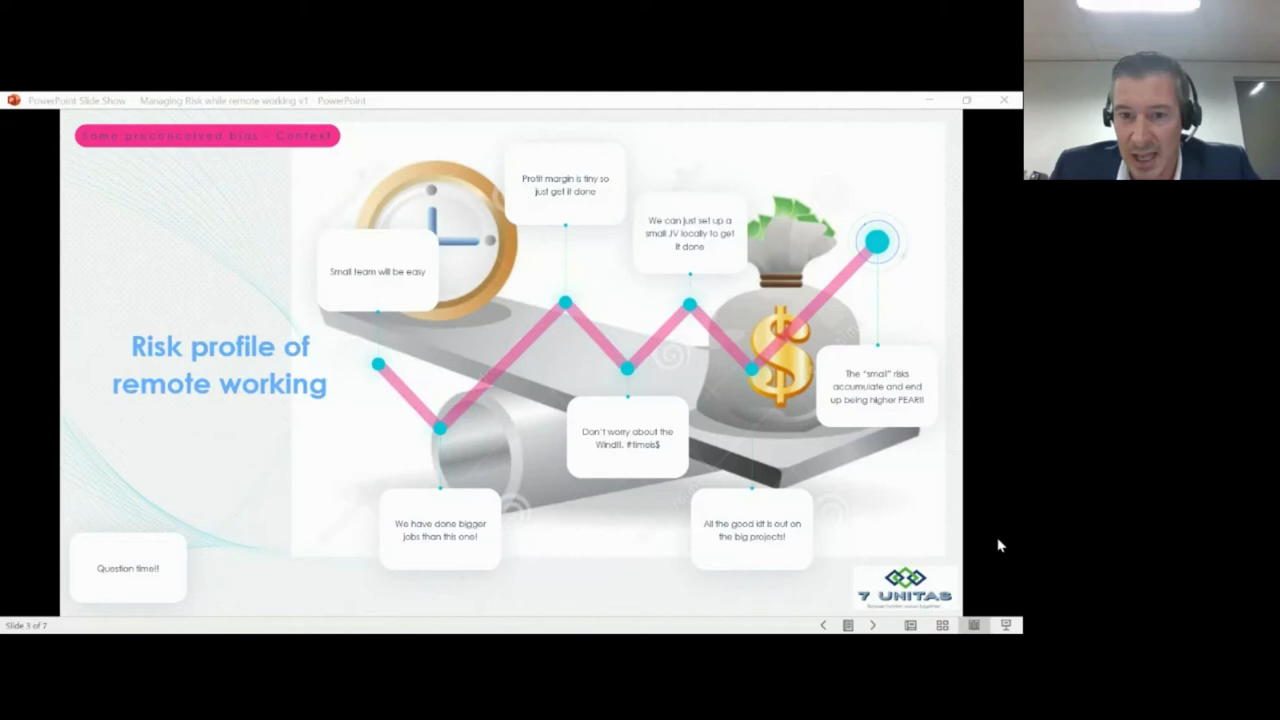 PowerPoint Slide Show - Managing Risk while remote working v1 - PowerPoint
Some preconceived bias - Context
Profit margin is tiny so
just get it done
We can just set up a
small JV locally to get
it done
Small team will be easy
Risk profile of
remote working
The "small" risks
accumulate and end
up being higher PEAR!!
Don't worry about the
Wind!!, #timeis$
We have done bigger
jobs than this one!
All the good kit is out on
the big projects!
Question time!!
7 UNITAS
Slide 3 of 7